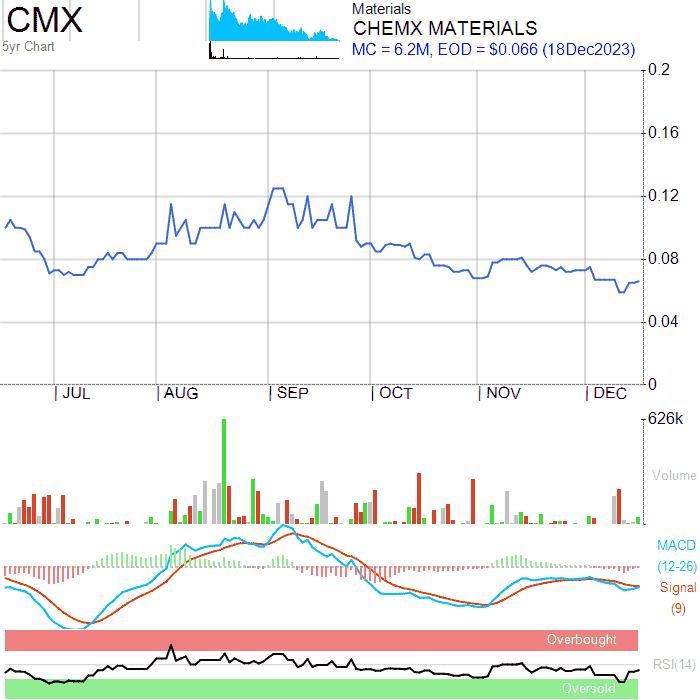 CMX
5yr Chart
Materials
CHEMX MATERIALS
MC = 6.2M, EOD = $0.066 (18Dec2023)
0.2
0.16
0.12
0.08
0.04
0
JUL AUG SEP OCT NOV DEC
626k
Volume
MACD
(12-26)
Signal
(9)
Overbought
RSI(14)
Oversold